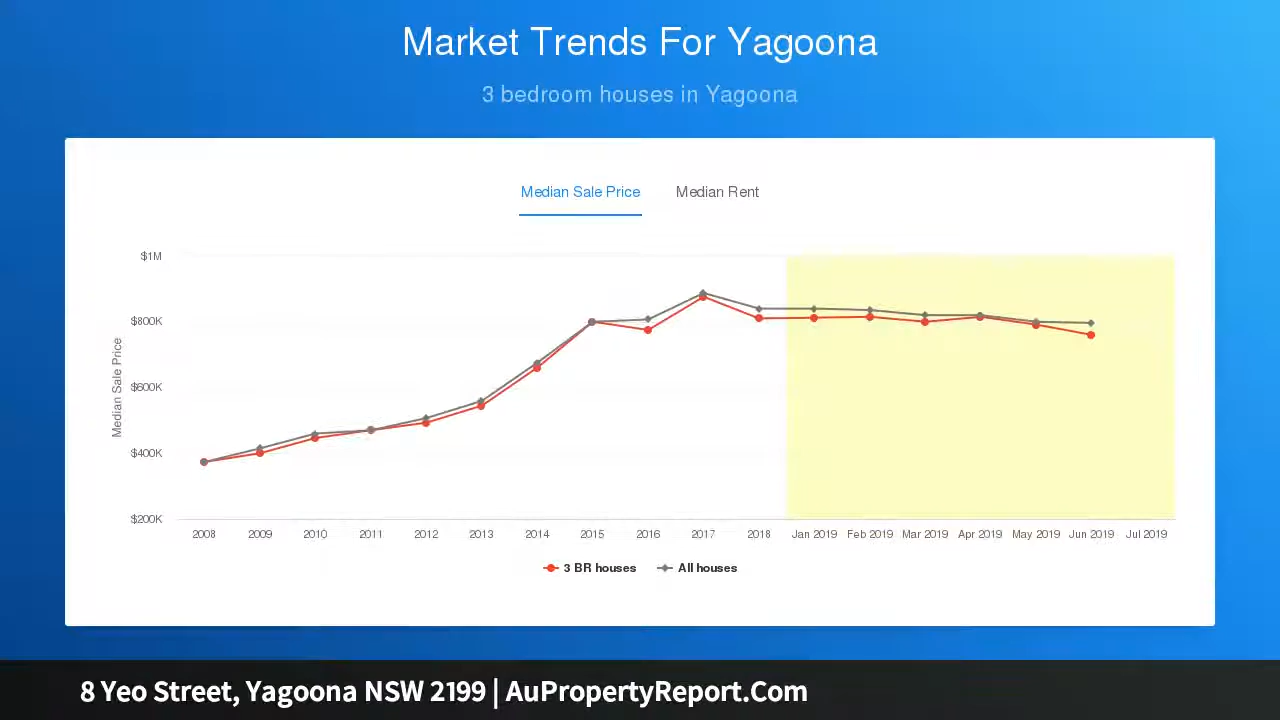 Market Trends For Yagoona
3 bedroom houses in Yagoona
Median Sale Price
Median Rent
$1M
$800K
$600K
$400K
$200K
Median Sale Price
2008
2009
2010
2011
2012
2013
2014
2015
2016
2017
2018
Jan 2019
Feb 2019
Mar 2019
Apr 2019
May 2019
Jun 2019
Jul 2019
3 BR houses
All houses
8 Yeo Street, Yagoona NSW 2199 | AuPropertyReport.Com